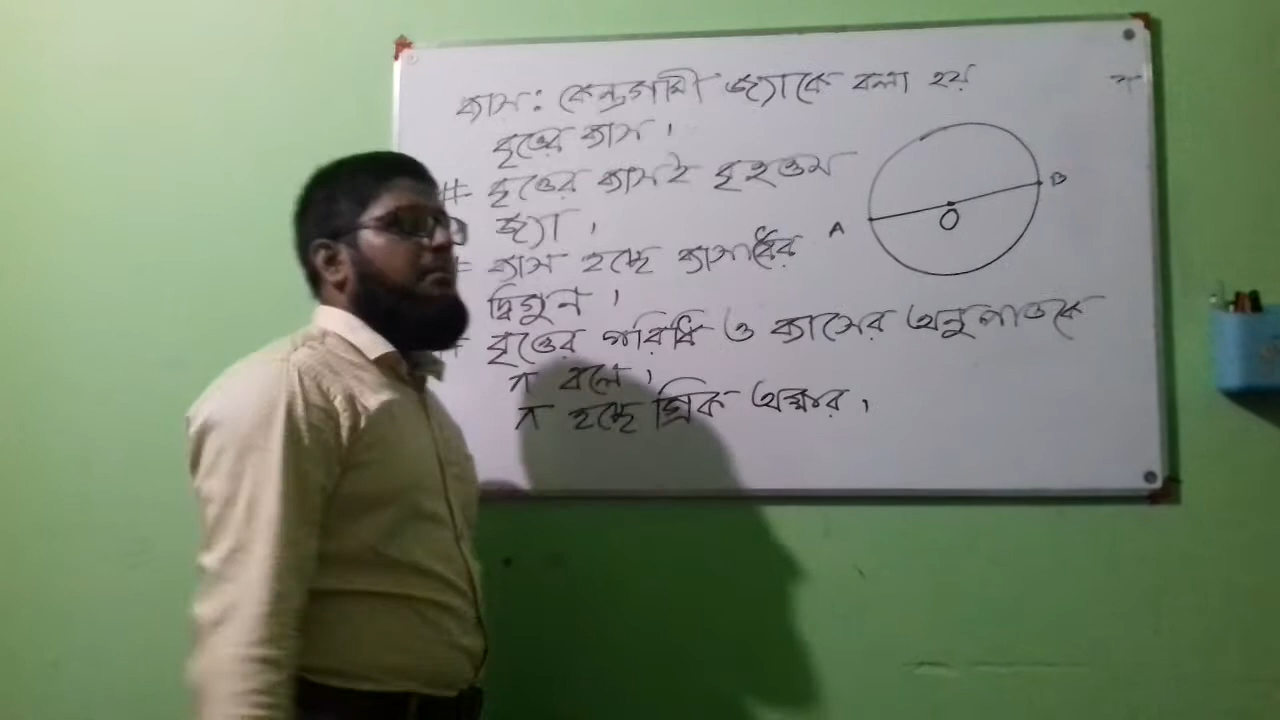 ব্যাস: কেন্দ্রগামী জ্যাকে বলা হয়
বৃত্তের ব্যাস।
# বৃত্তের ব্যাসই বৃহত্তম
জ্যা।
# ব্যাস হচ্ছে ব্যাসার্ধের
দ্বিগুন।
# বৃত্তের পরিধি ও ব্যাসের অনুপাতকে
π বলে।
π হচ্ছে গ্রিক অক্ষর।
A
O
B